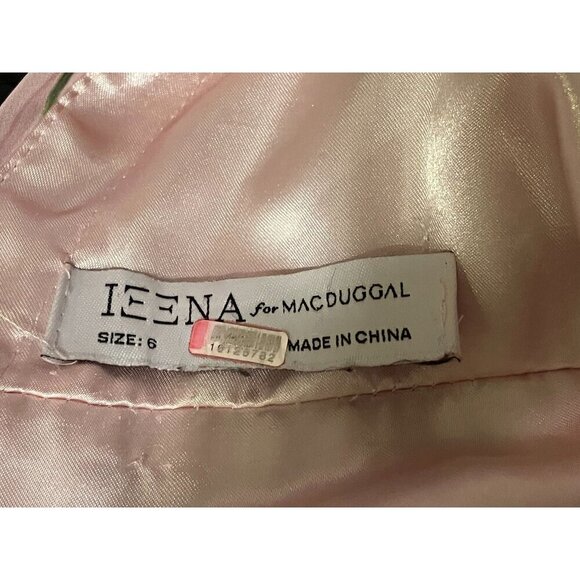 IEENA for MACDUGGAL
SIZE: 6 MADE IN CHINA